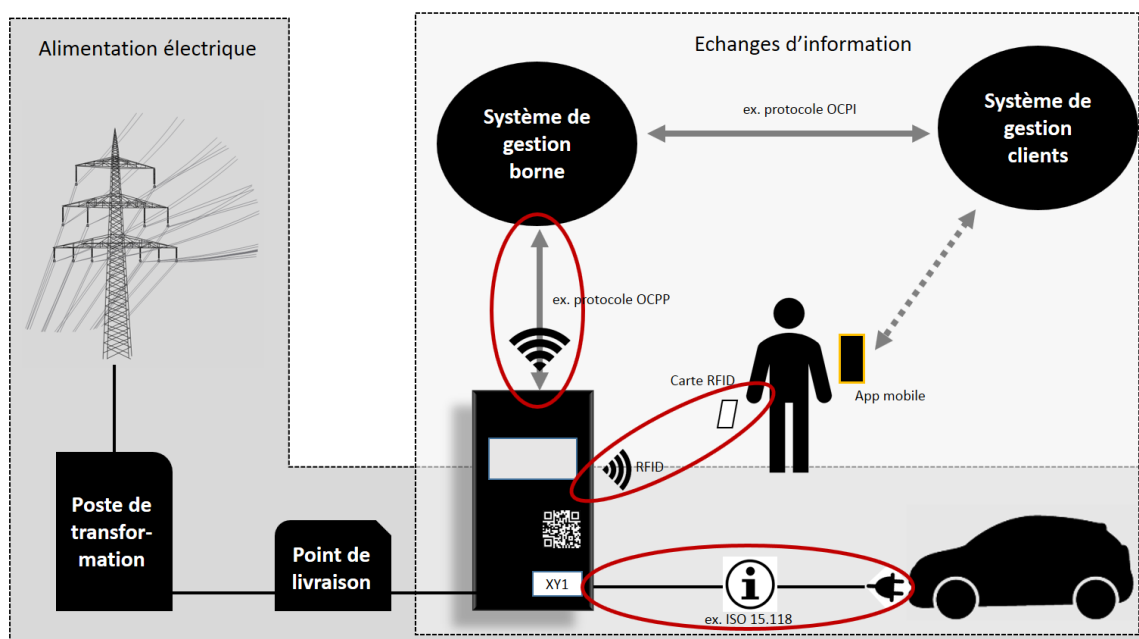 Alimentation électrique
Echanges d’information
Système de
gestion
borne
ex. protocole OCPI
Système de
gestion
clients
ex. protocole OCPP
Carte RFID
App mobile
RFID
Poste de
transfor-
mation
Point de
livraison
XY1
ex. ISO 15.118